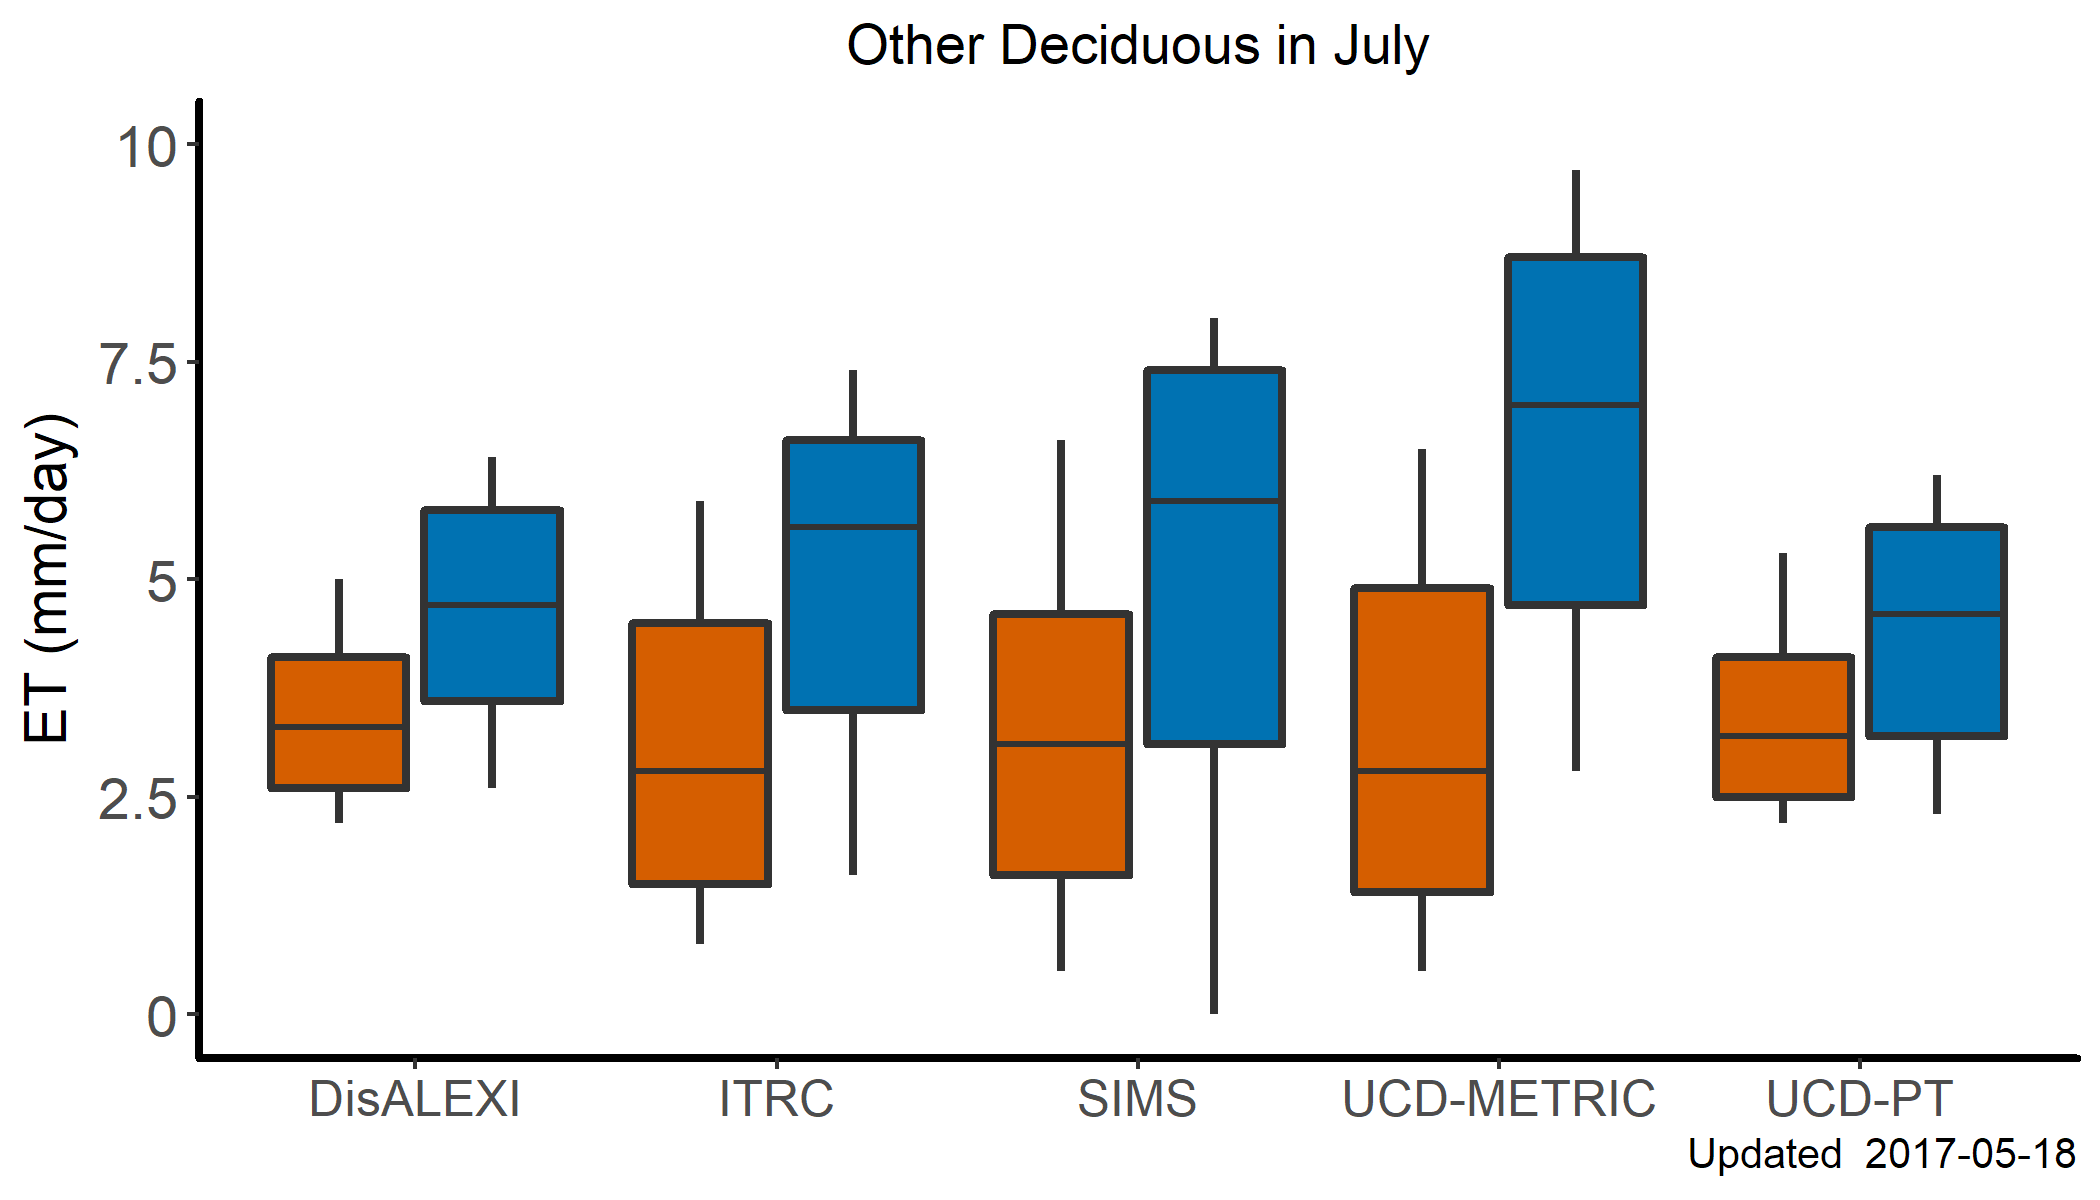 Other Deciduous in July
ET (mm/day)
10
7.5
5
2.5
0
DisALEXI ITRC SIMS UCD-METRIC UCD-PT
Updated  2017-05-18